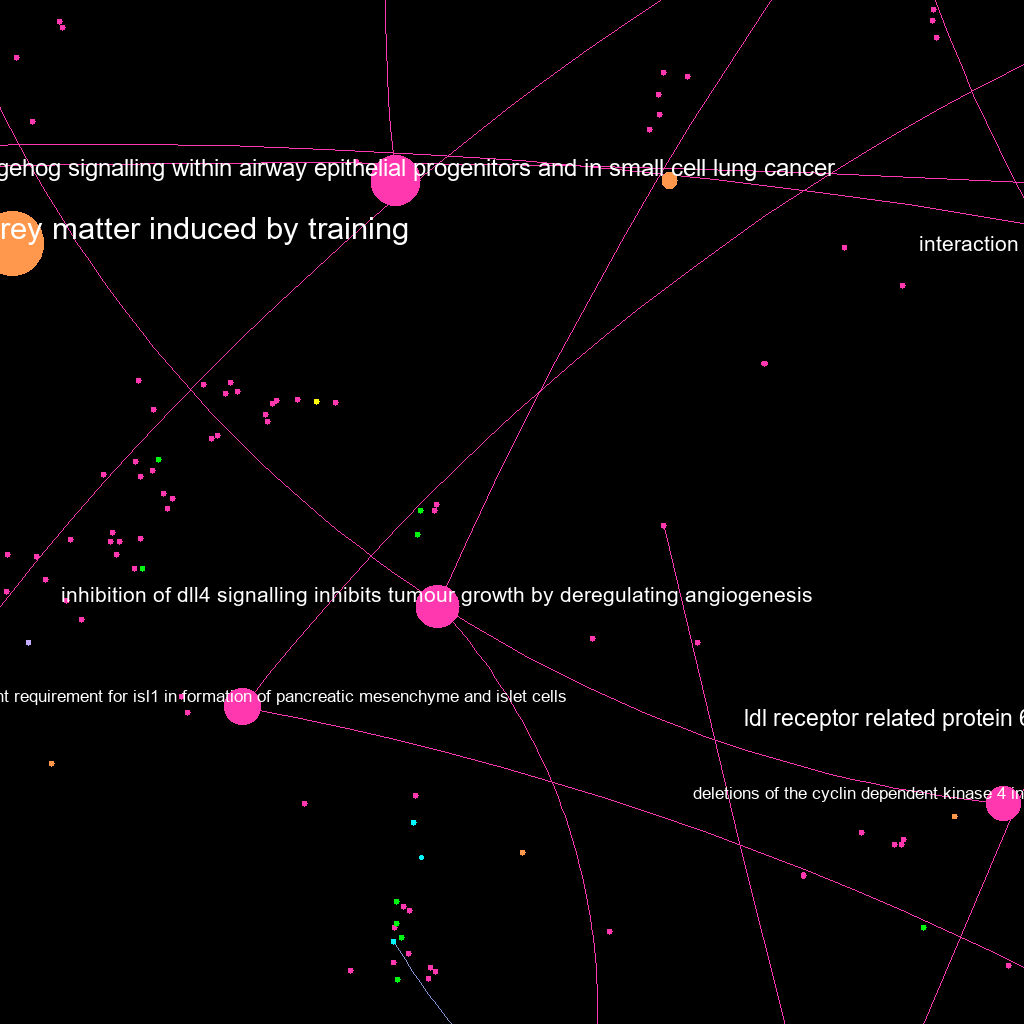 gehog signalling within airway epithelial progenitors and in small cell lung cancer
rey matter induced by training
interaction
inhibition of dll4 signalling inhibits tumour growth by deregulating angiogenesis
nt requirement for isl1 in formation of pancreatic mesenchyme and islet cells
ldl receptor related protein 6
deletions of the cyclin dependent kinase 4 in